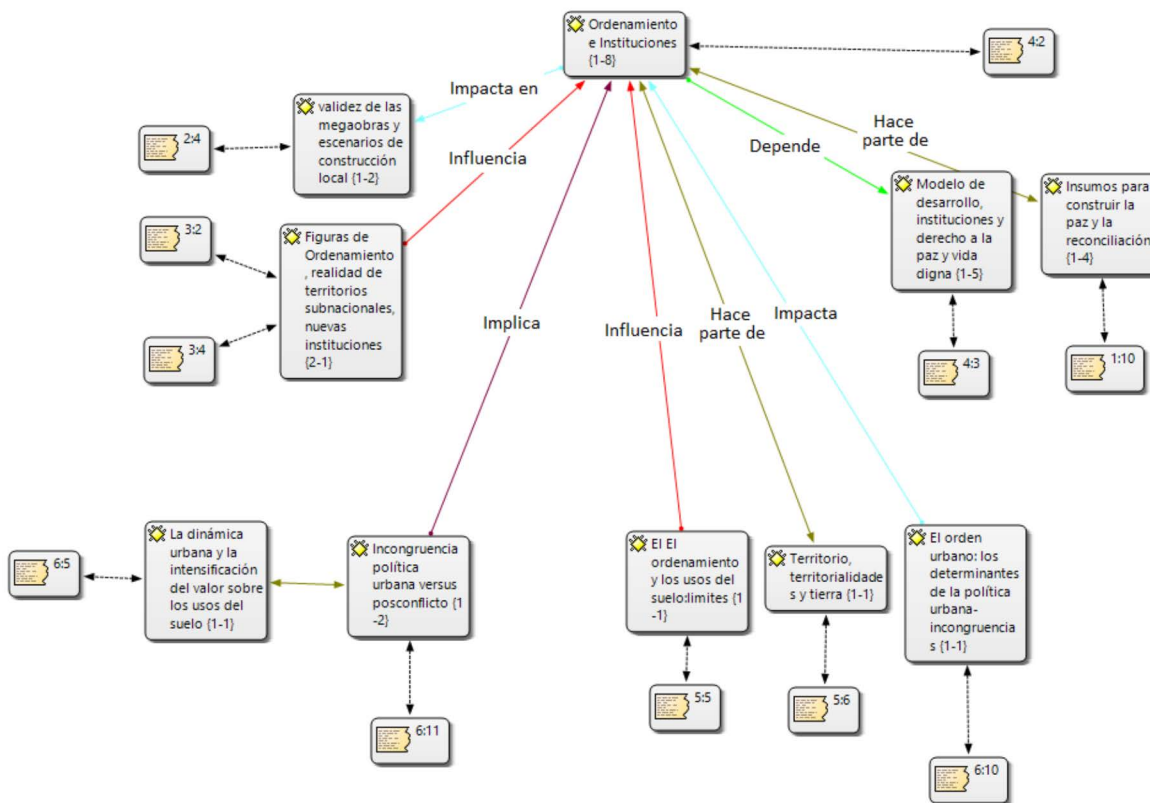 Ordenamiento
e Instituciones
{1-8}
4:2
Impacta en
validez de las
megaobras y
escenarios de
construcción
local {1-2}
2:4
Influencia
Hace
parte de
Depende
Modelo de
desarrollo,
instituciones y
derecho a la
paz y vida
digna {1-5}
Insumos para
construir la
paz y la
reconciliación
{1-4}
3:2
Figuras de
Ordenamiento
, realidad de
territorios
subnacionales,
nuevas
instituciones
{2-1}
3:4
Implica
Influencia
Hace
parte de
Impacta
4:3
1:10
6:5
La dinámica
urbana y la
intensificación
del valor sobre
los usos del
suelo {1-1}
Incongruencia
política
urbana versus
posconflicto {1
-2}
El El
ordenamiento
y los usos del
suelo:limites {1
-1}
Territorio,
territorialidade
s y tierra {1-1}
El orden
urbano: los
determinantes
de la política
urbana-
incongruencia
s {1-1}
6:11
5:5
5:6
6:10